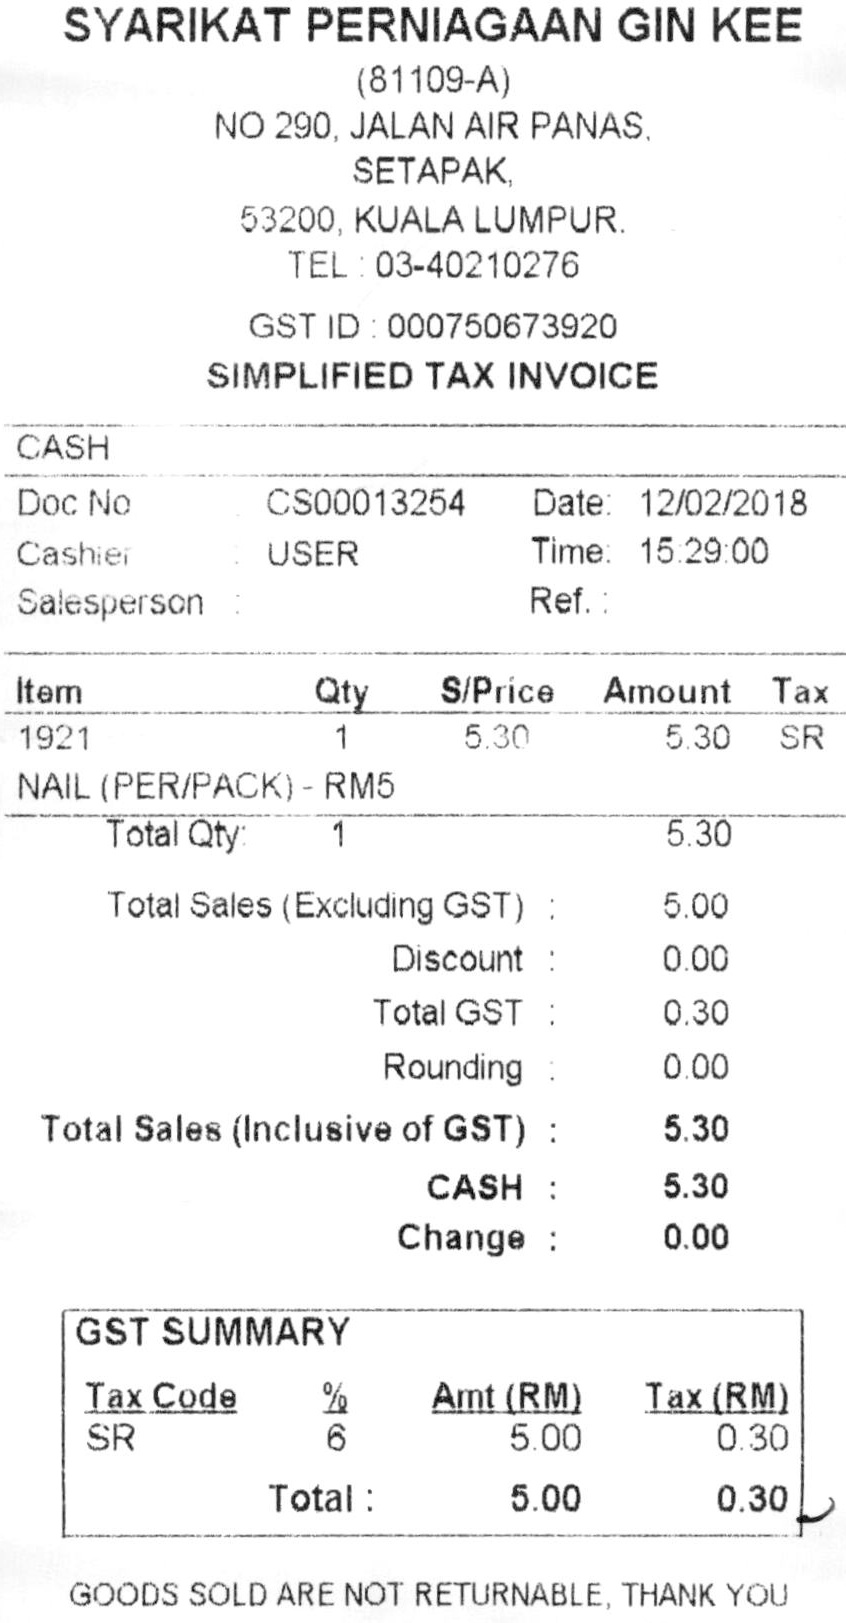 SYARIKAT PERNIAGAAN GIN KEE
(81109-A)
NO 290, JALAN AIR PANAS,
SETAPAK,
53200, KUALA LUMPUR.
TEL : 03-40210276
GST ID : 000750673920
SIMPLIFIED TAX INVOICE
CASH
Doc No : CS00013254 Date: 12/02/2018
Cashier : USER Time: 15:29:00
Salesperson : Ref. :
Item Qty S/Price Amount Tax
1921 1 5.30 5.30 SR
NAIL (PER/PACK) - RM5
Total Qty: 1 5.30
Total Sales (Excluding GST) : 5.00
Discount : 0.00
Total GST : 0.30
Rounding : 0.00
Total Sales (Inclusive of GST) : 5.30
CASH : 5.30
Change : 0.00
GST SUMMARY
Tax Code % Amt (RM) Tax (RM)
SR 6 5.00 0.30
Total : 5.00 0.30
GOODS SOLD ARE NOT RETURNABLE, THANK YOU